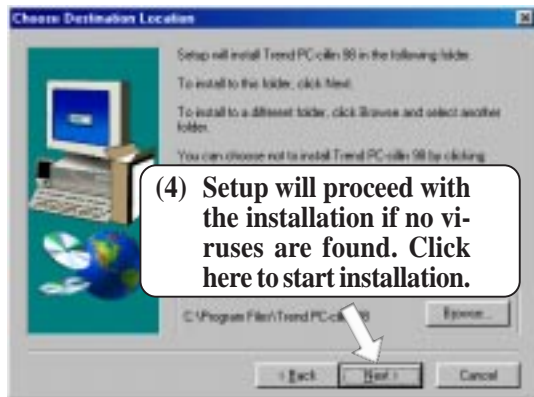 Choose Destination Location
Setup will install Trend PC-cillin 98 in the following folder.
To install to this folder, click Next.
To install to a different folder, click Browse and select another
folder.
You can choose not to install Trend PC-cillin 98 by clicking
(4) Setup will proceed with
the installation if no vi-
ruses are found. Click
here to start installation.
C:\Program Files\Trend PC-cillin 98
Browse...
< Back
Next >
Cancel